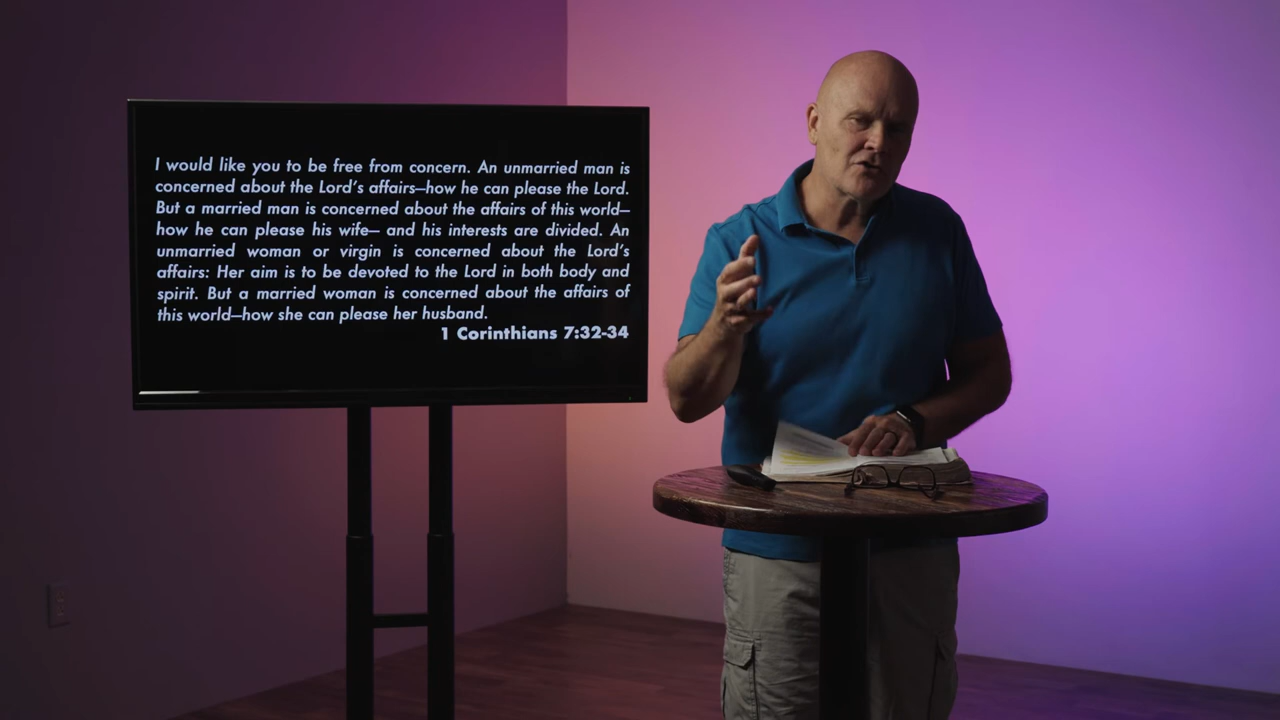 I would like you to be free from concern. An unmarried man is
concerned about the Lord's affairs—how he can please the Lord.
But a married man is concerned about the affairs of this world—
how he can please his wife— and his interests are divided. An
unmarried woman or virgin is concerned about the Lord's
affairs: Her aim is to be devoted to the Lord in both body and
spirit. But a married woman is concerned about the affairs of
this world—how she can please her husband.
1 Corinthians 7:32-34